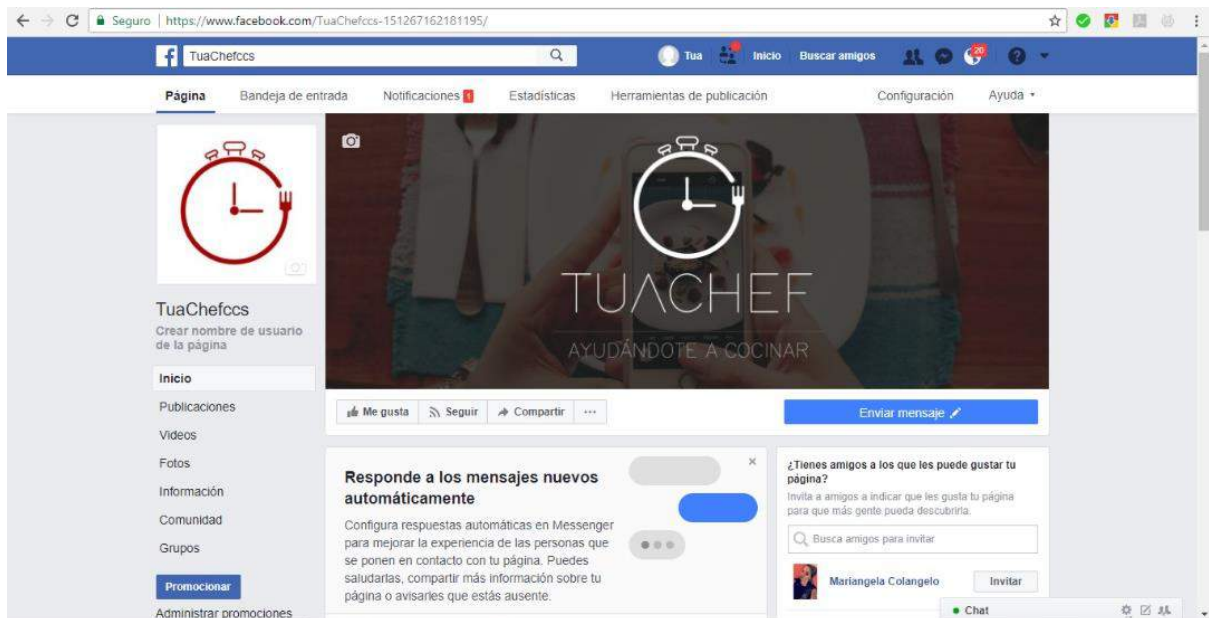 Seguro | https://www.facebook.com/TuaChefccs-151267162181195/
TuaChefccs
Tua
Inicio
Buscar amigos
20
Página
Bandeja de entrada
Notificaciones 1
Estadísticas
Herramientas de publicación
Configuración
Ayuda
TUACHEF
AYUDÁNDOTE A COCINAR
TuaChefccs
Crear nombre de usuario
de la página
Inicio
Publicaciones
Videos
Fotos
Información
Comunidad
Grupos
Promocionar
Administrar promociones
Me gusta
Seguir
Compartir
Enviar mensaje
Responde a los mensajes nuevos
automáticamente
Configura respuestas automáticas en Messenger
para mejorar la experiencia de las personas que
se ponen en contacto con tu página. Puedes
saludarlas, compartir más información sobre tu
página o avisarles que estás ausente.
¿Tienes amigos a los que les puede gustar tu
página?
Invita a amigos a indicar que les gusta tu página
para que más gente pueda descubrirla.
Busca amigos para invitar
Mariangela Colangelo
Invitar
Chat